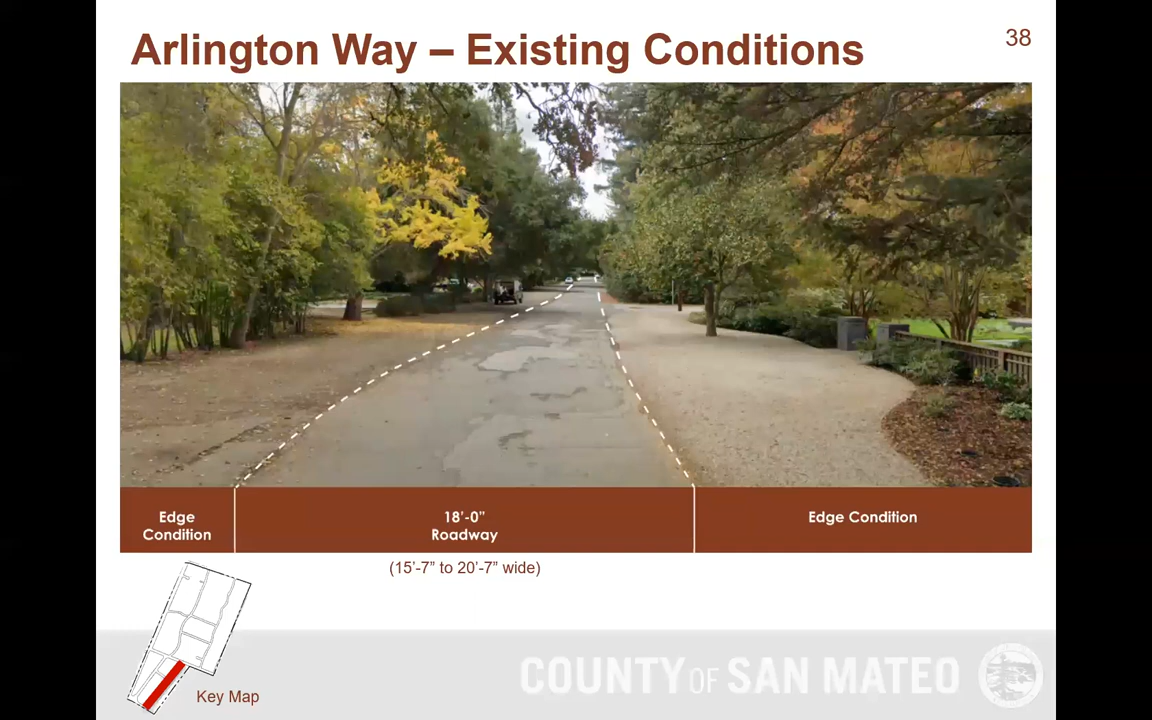 Arlington Way – Existing Conditions
38
Edge
Condition
18’-0”
Roadway
Edge Condition
(15’-7” to 20’-7” wide)
Key Map
COUNTY OF SAN MATEO